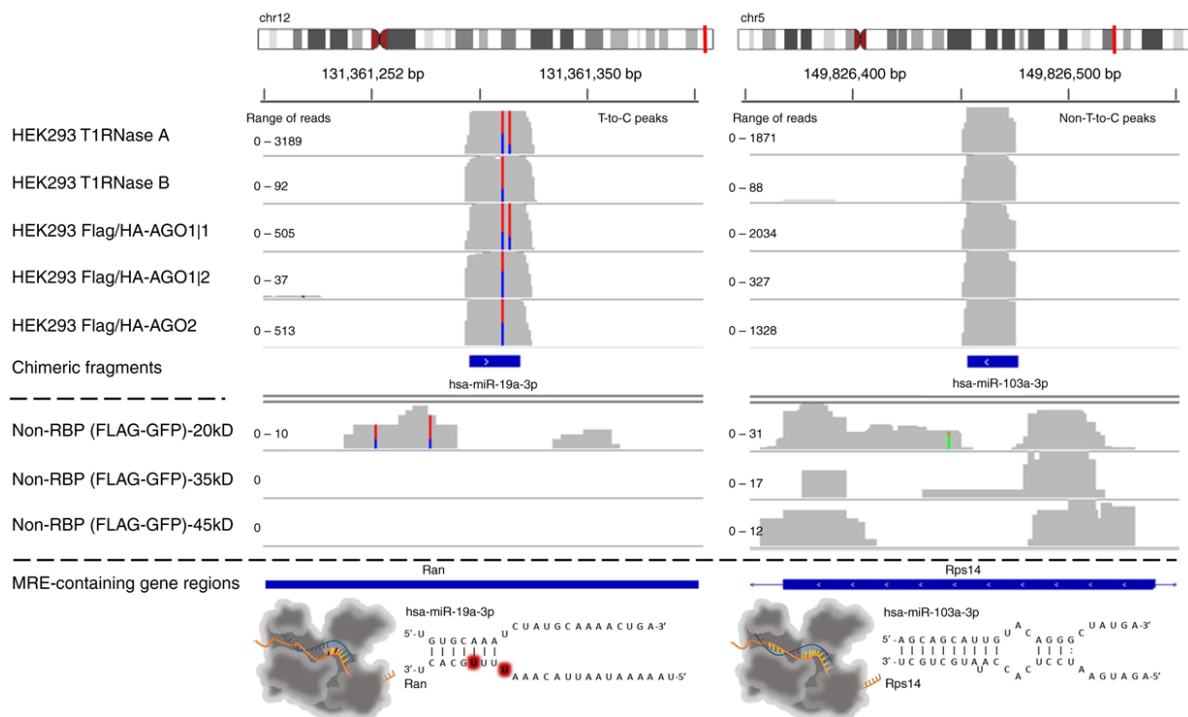 chr12
chr5
131,361,252 bp 131,361,350 bp
149,826,400 bp 149,826,500 bp
Range of reads T-to-C peaks
Range of reads Non-T-to-C peaks
HEK293 T1RNase A 0 – 3189 0 – 1871
HEK293 T1RNase B 0 – 92 0 – 88
HEK293 Flag/HA-AGO1|1 0 – 505 0 – 2034
HEK293 Flag/HA-AGO1|2 0 – 37 0 – 327
HEK293 Flag/HA-AGO2 0 – 513 0 – 1328
Chimeric fragments
hsa-miR-19a-3p hsa-miR-103a-3p
Non-RBP (FLAG-GFP)-20kD 0 – 10 0 – 31
Non-RBP (FLAG-GFP)-35kD 0 0 – 17
Non-RBP (FLAG-GFP)-45kD 0 0 – 12
Ran Rps14
MRE-containing gene regions
hsa-miR-19a-3p
5′-U GUGCAAA U CUAUGCAAAACUGA-3′
3′-U CACGUUU U AAACAUUAAUAAAAAU-5′
Ran
hsa-miR-103a-3p
5′-AGCAGCAUUG UA CAGGG CUAUGA-3′
3′-UCGUCGUAA UC CA UCCU AAGUAGA-5′
Rps14